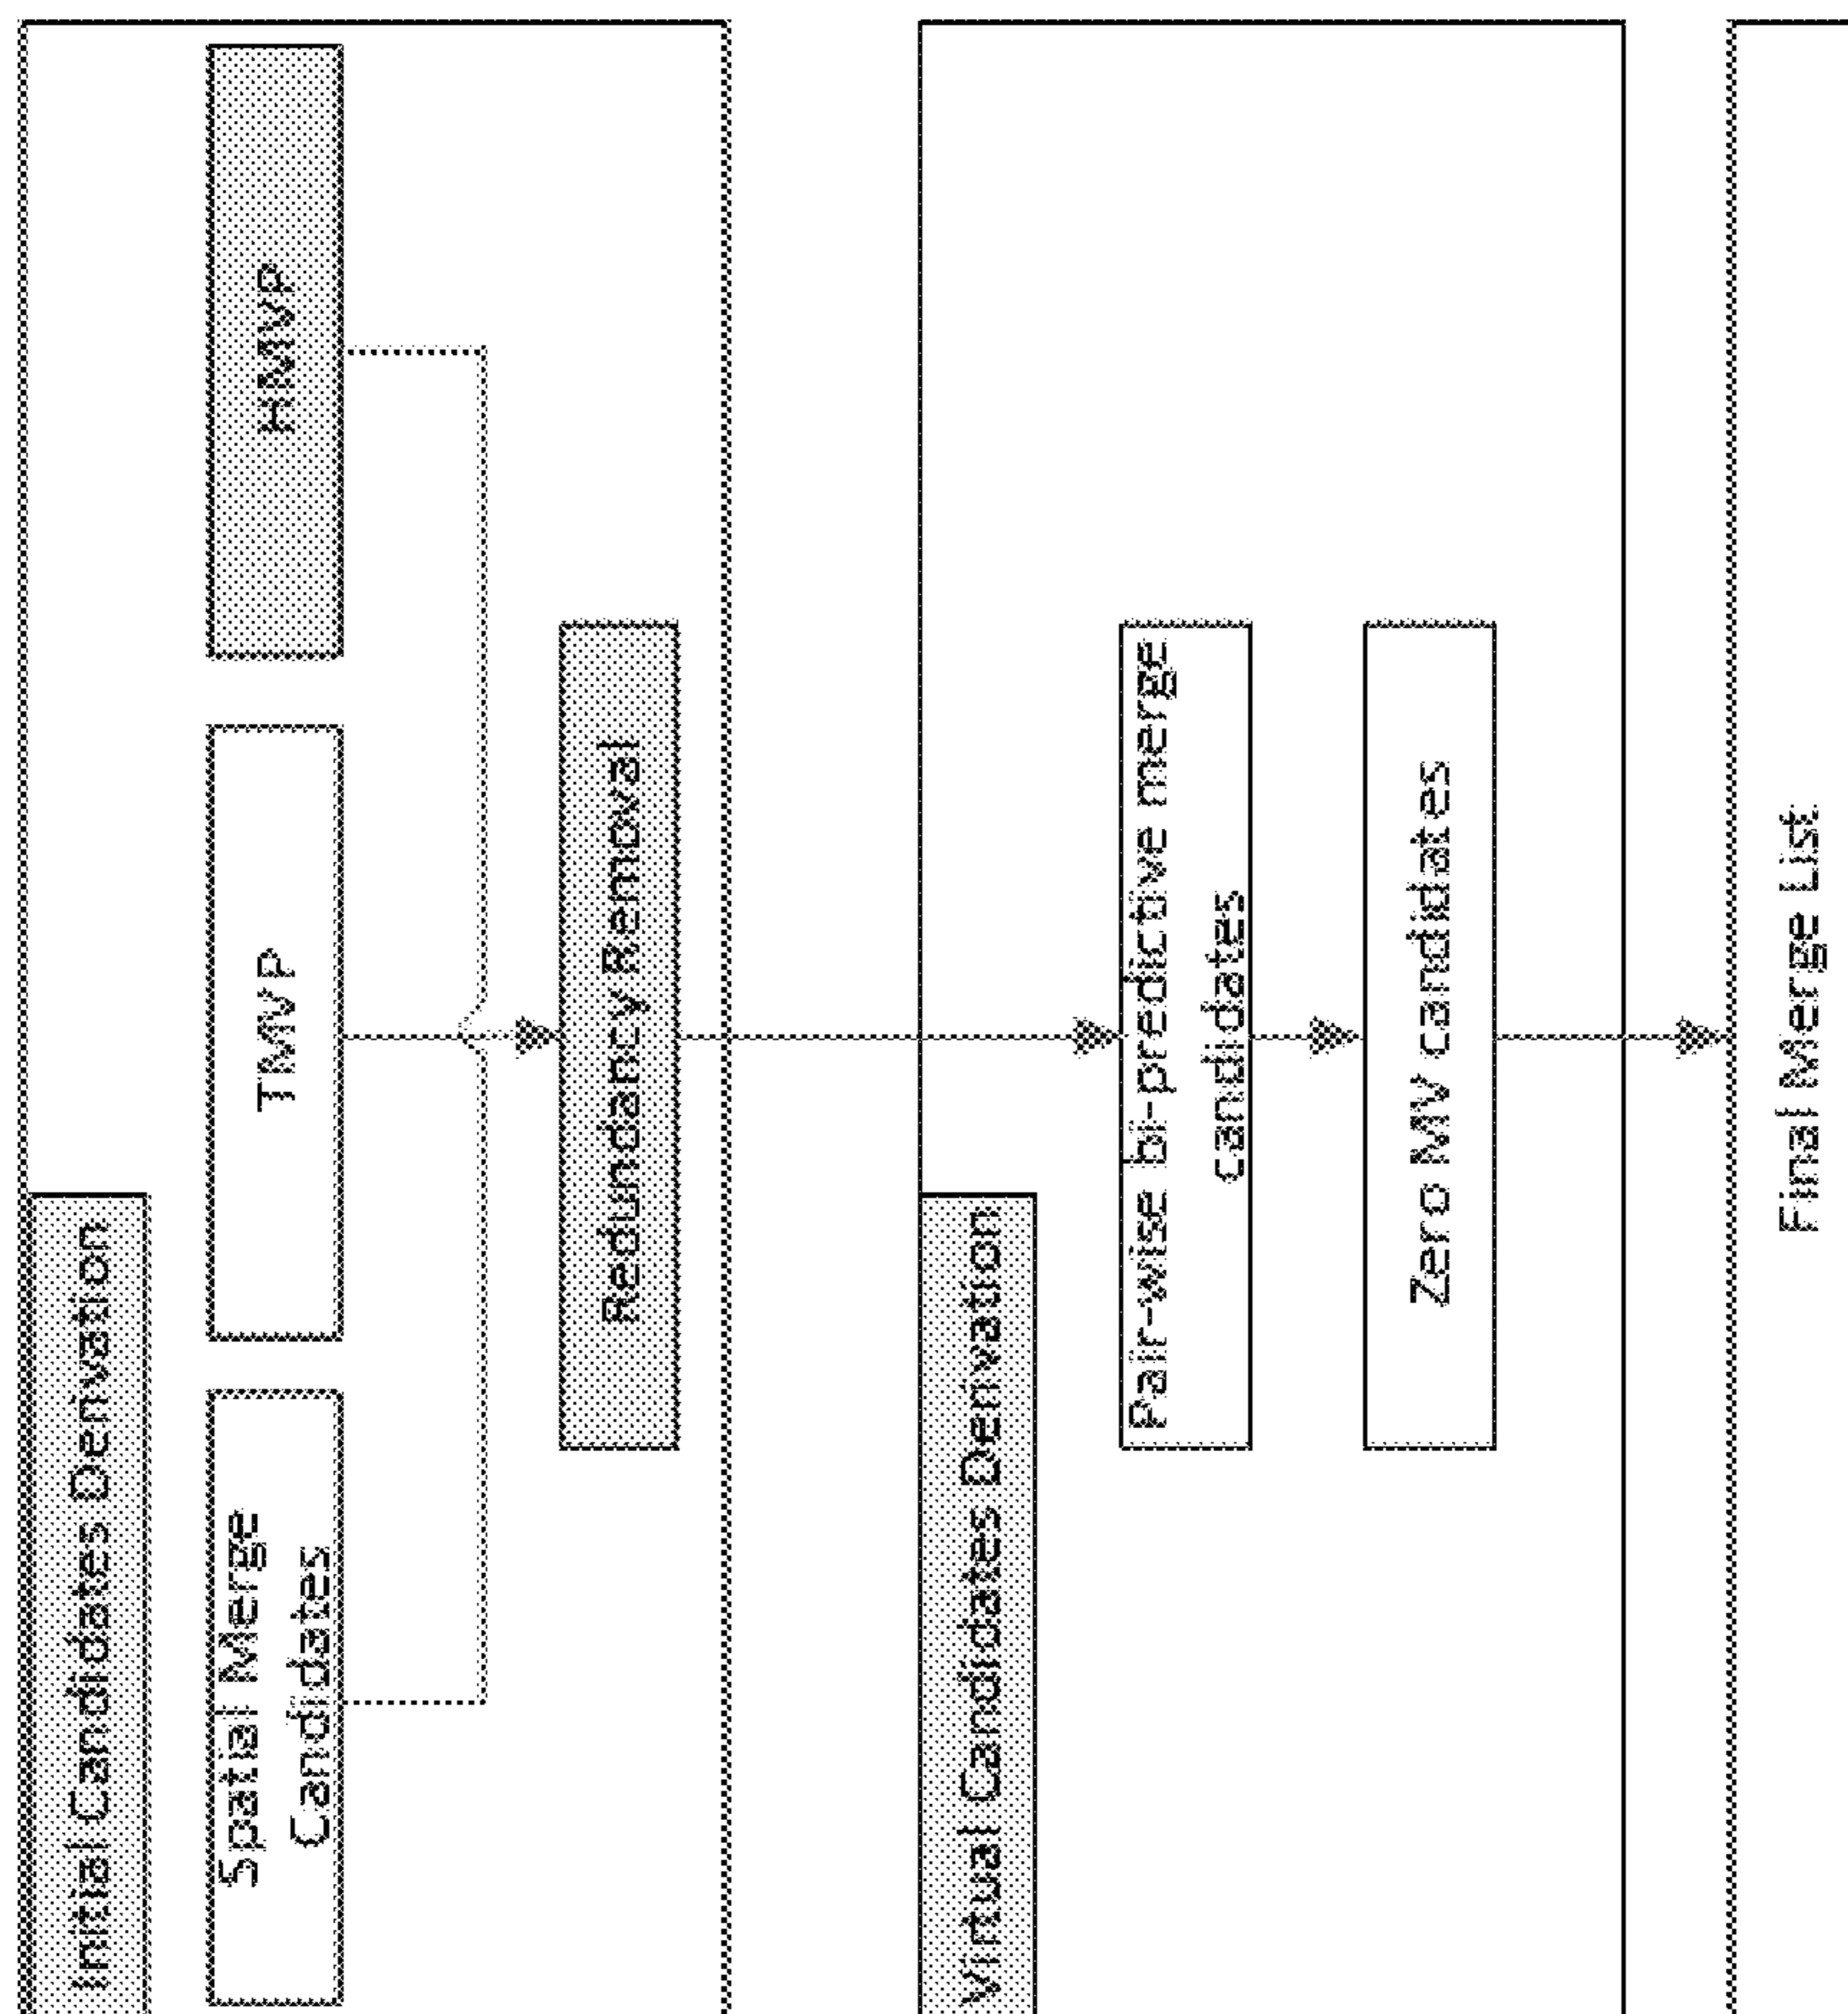 Initial Candidates Derivation
Spatial Merge
Candidates
TMVP
HMVP
Redundancy Removal
Virtual Candidates Derivation
Pair-wise bi-predictive merge
candidates
Zero MV candidates
Final Merge List